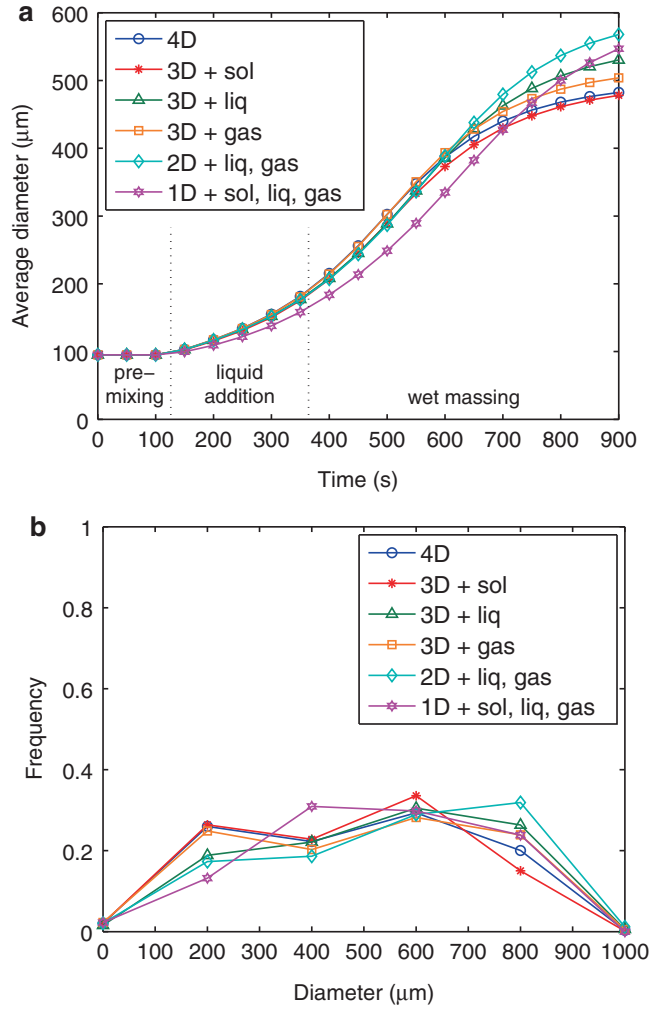 a
600
500
400
300
200
100
0
Average diameter (μm)
4D
3D + sol
3D + liq
3D + gas
2D + liq, gas
1D + sol, liq, gas
pre−
mixing
liquid
addition
wet massing
0 100 200 300 400 500 600 700 800 900
Time (s)
b
1
0.8
0.6
0.4
0.2
0
Frequency
4D
3D + sol
3D + liq
3D + gas
2D + liq, gas
1D + sol, liq, gas
0 100 200 300 400 500 600 700 800 900 1000
Diameter (μm)